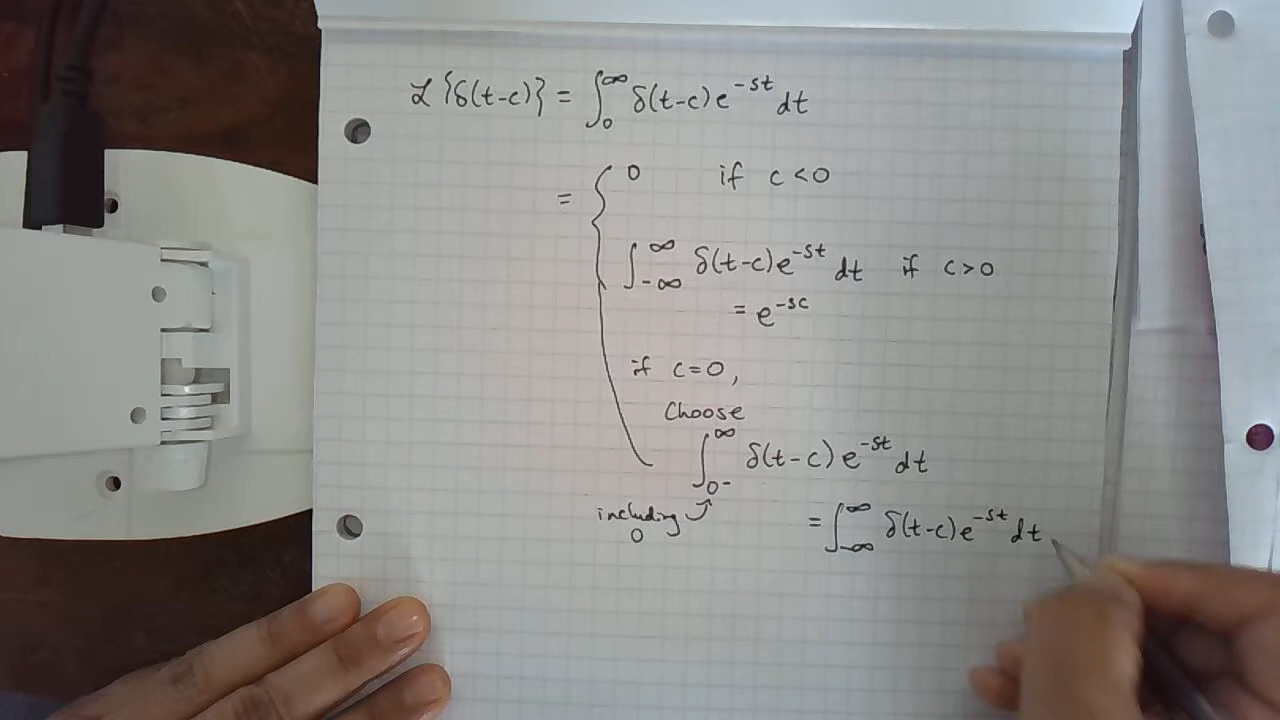 ℒ{δ(t-c)} = ∫₀^∞ δ(t-c) e^{-st} dt
= { 0 if c < 0
∫_{-∞}^∞ δ(t-c) e^{-st} dt if c > 0
= e^{-sc}
if c = 0,
Choose
∫_{0-}^∞ δ(t-c) e^{-st} dt
including
0
= ∫_{-∞}^∞ δ(t-c) e^{-st} dt